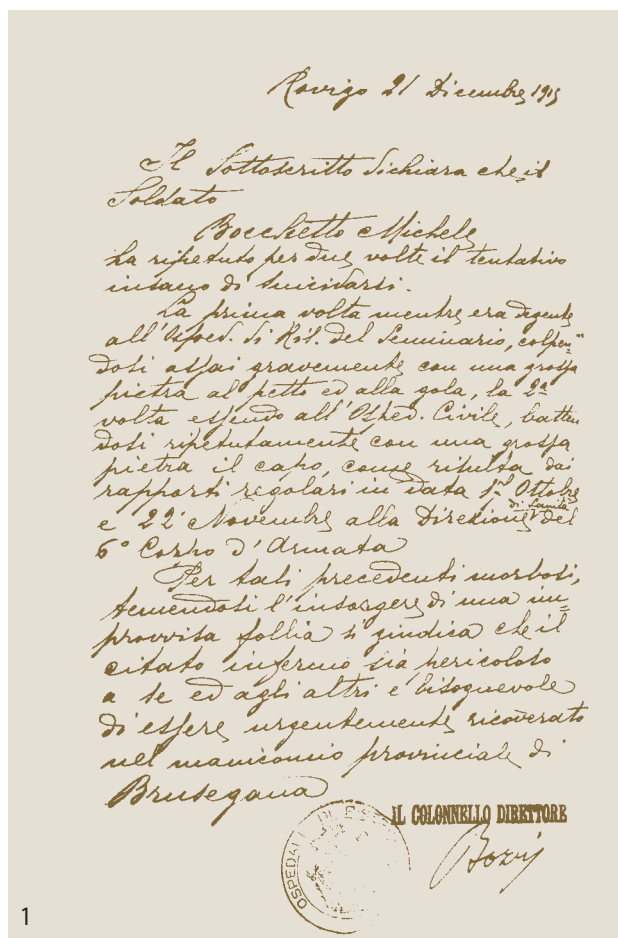 Rovigo 21 Dicembre 1915
Il Sottoscritto dichiara che il
Soldato
Bocchetto Michele
ha ripetuto per due volte il tentativo
insano di suicidarsi.
La prima volta mentre era degente
all'Osped. di Ris. del Seminario, colpen=
dosi assai gravemente con una grossa
pietra al petto ed alla gola, la 2ª
volta essendo all'Osped. Civile, batten
dosi ripetutamente con una grossa
pietra il capo, come risulta dai
rapporti regolari in data 1º Ottobre
e 22 Novembre alla Direzione di Sanità del
6º Corpo d'Armata
Per tali precedenti morbosi,
temendosi l'insorgere di una im=
provvisa follia si giudica che il
citato infermo sia pericoloso
a se ed agli altri e bisognevole
di essere urgentemente ricoverato
nel manicomio provinciale di
Brusegana
IL COLONNELLO DIRETTORE
OSPEDALE DI
1